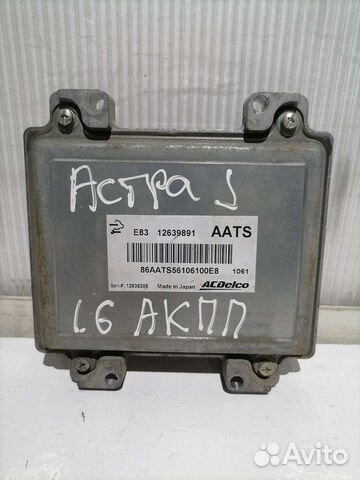 Астра J
E83 12639891 AATS
86AATS56106100E8 1061
Serv.#: 12636386 Made in Japan ACDelco
1.6 АКПП
Avito